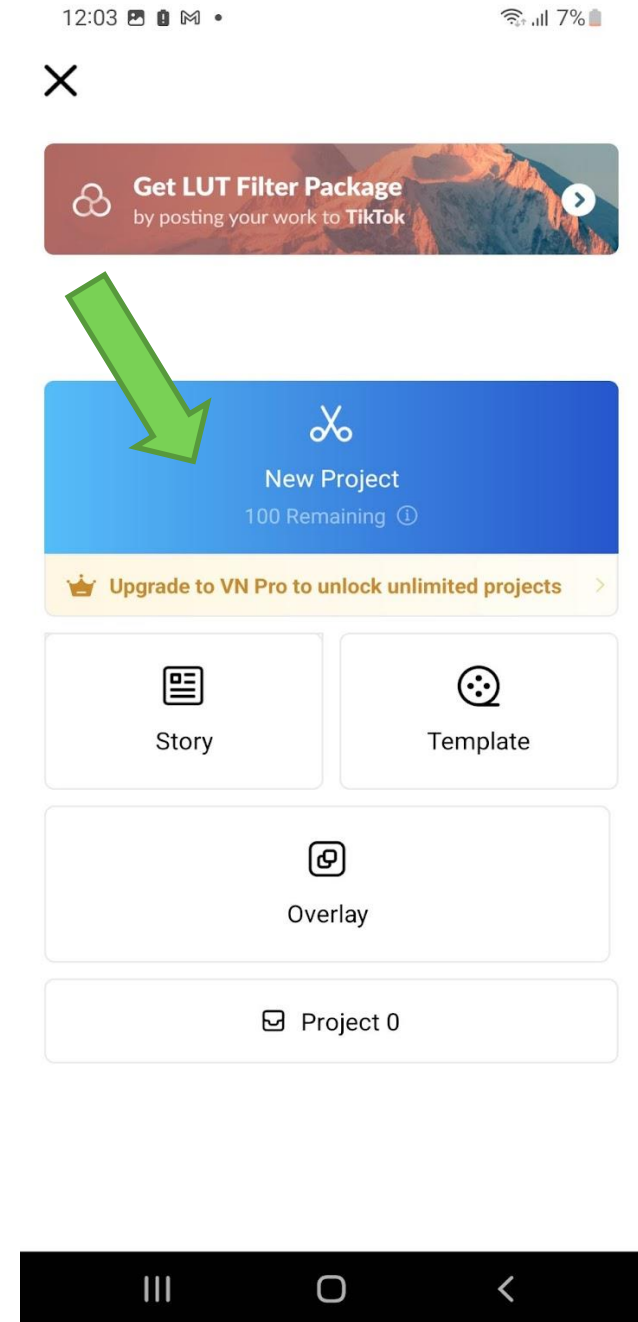 12:03
7%
Get LUT Filter Package
by posting your work to TikTok
New Project
100 Remaining
Upgrade to VN Pro to unlock unlimited projects
Story
Template
Overlay
Project 0